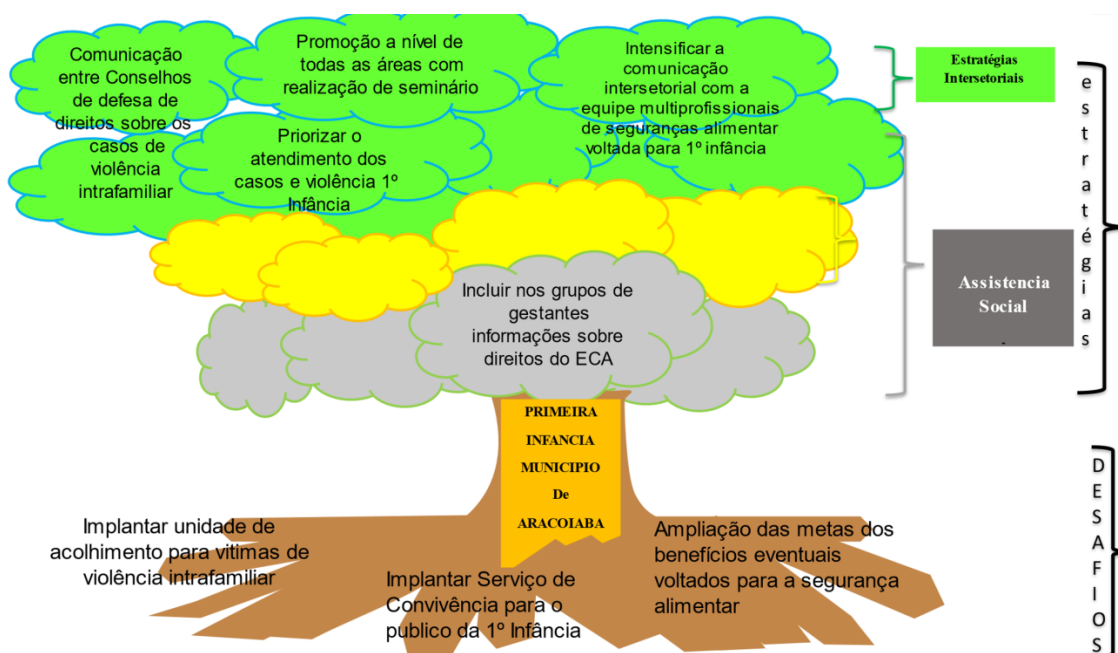 Comunicação
entre Conselhos
de defesa de
direitos sobre os
casos de
violência
intrafamiliar
Promoção a nível de
todas as áreas com
realização de seminário
Priorizar o
atendimento dos
casos e violência 1º
Infância
Intensificar a
comunicação
intersetorial com a
equipe multiprofissionais
de seguranças alimentar
voltada para 1º infância
Estratégias
Intersetoriais
estratégias
Assistencia
Social
Incluir nos grupos de
gestantes
informações sobre
direitos do ECA
PRIMEIRA
INFANCIA
MUNICIPIO
De
ARACOIABA
Implantar unidade de
acolhimento para vitimas de
violência intrafamiliar
Implantar Serviço de
Convivência para o
publico da 1º Infância
Ampliação das metas dos
benefícios eventuais
voltados para a segurança
alimentar
DESAFIOS